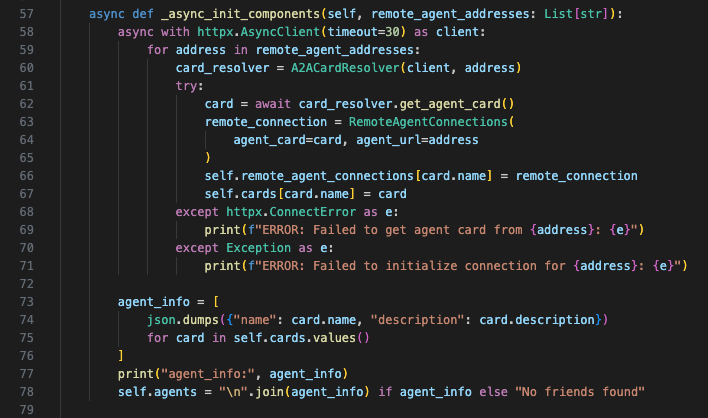 57 async def _async_init_components(self, remote_agent_addresses: List[str]):
58 async with httpx.AsyncClient(timeout=30) as client:
59 for address in remote_agent_addresses:
60 card_resolver = A2ACardResolver(client, address)
61 try:
62 card = await card_resolver.get_agent_card()
63 remote_connection = RemoteAgentConnections(
64 agent_card=card, agent_url=address
65 )
66 self.remote_agent_connections[card.name] = remote_connection
67 self.cards[card.name] = card
68 except httpx.ConnectError as e:
69 print(f"ERROR: Failed to get agent card from {address}: {e}")
70 except Exception as e:
71 print(f"ERROR: Failed to initialize connection for {address}: {e}")
72
73 agent_info = [
74 json.dumps({"name": card.name, "description": card.description})
75 for card in self.cards.values()
76 ]
77 print("agent_info:", agent_info)
78 self.agents = "\n".join(agent_info) if agent_info else "No friends found"
79